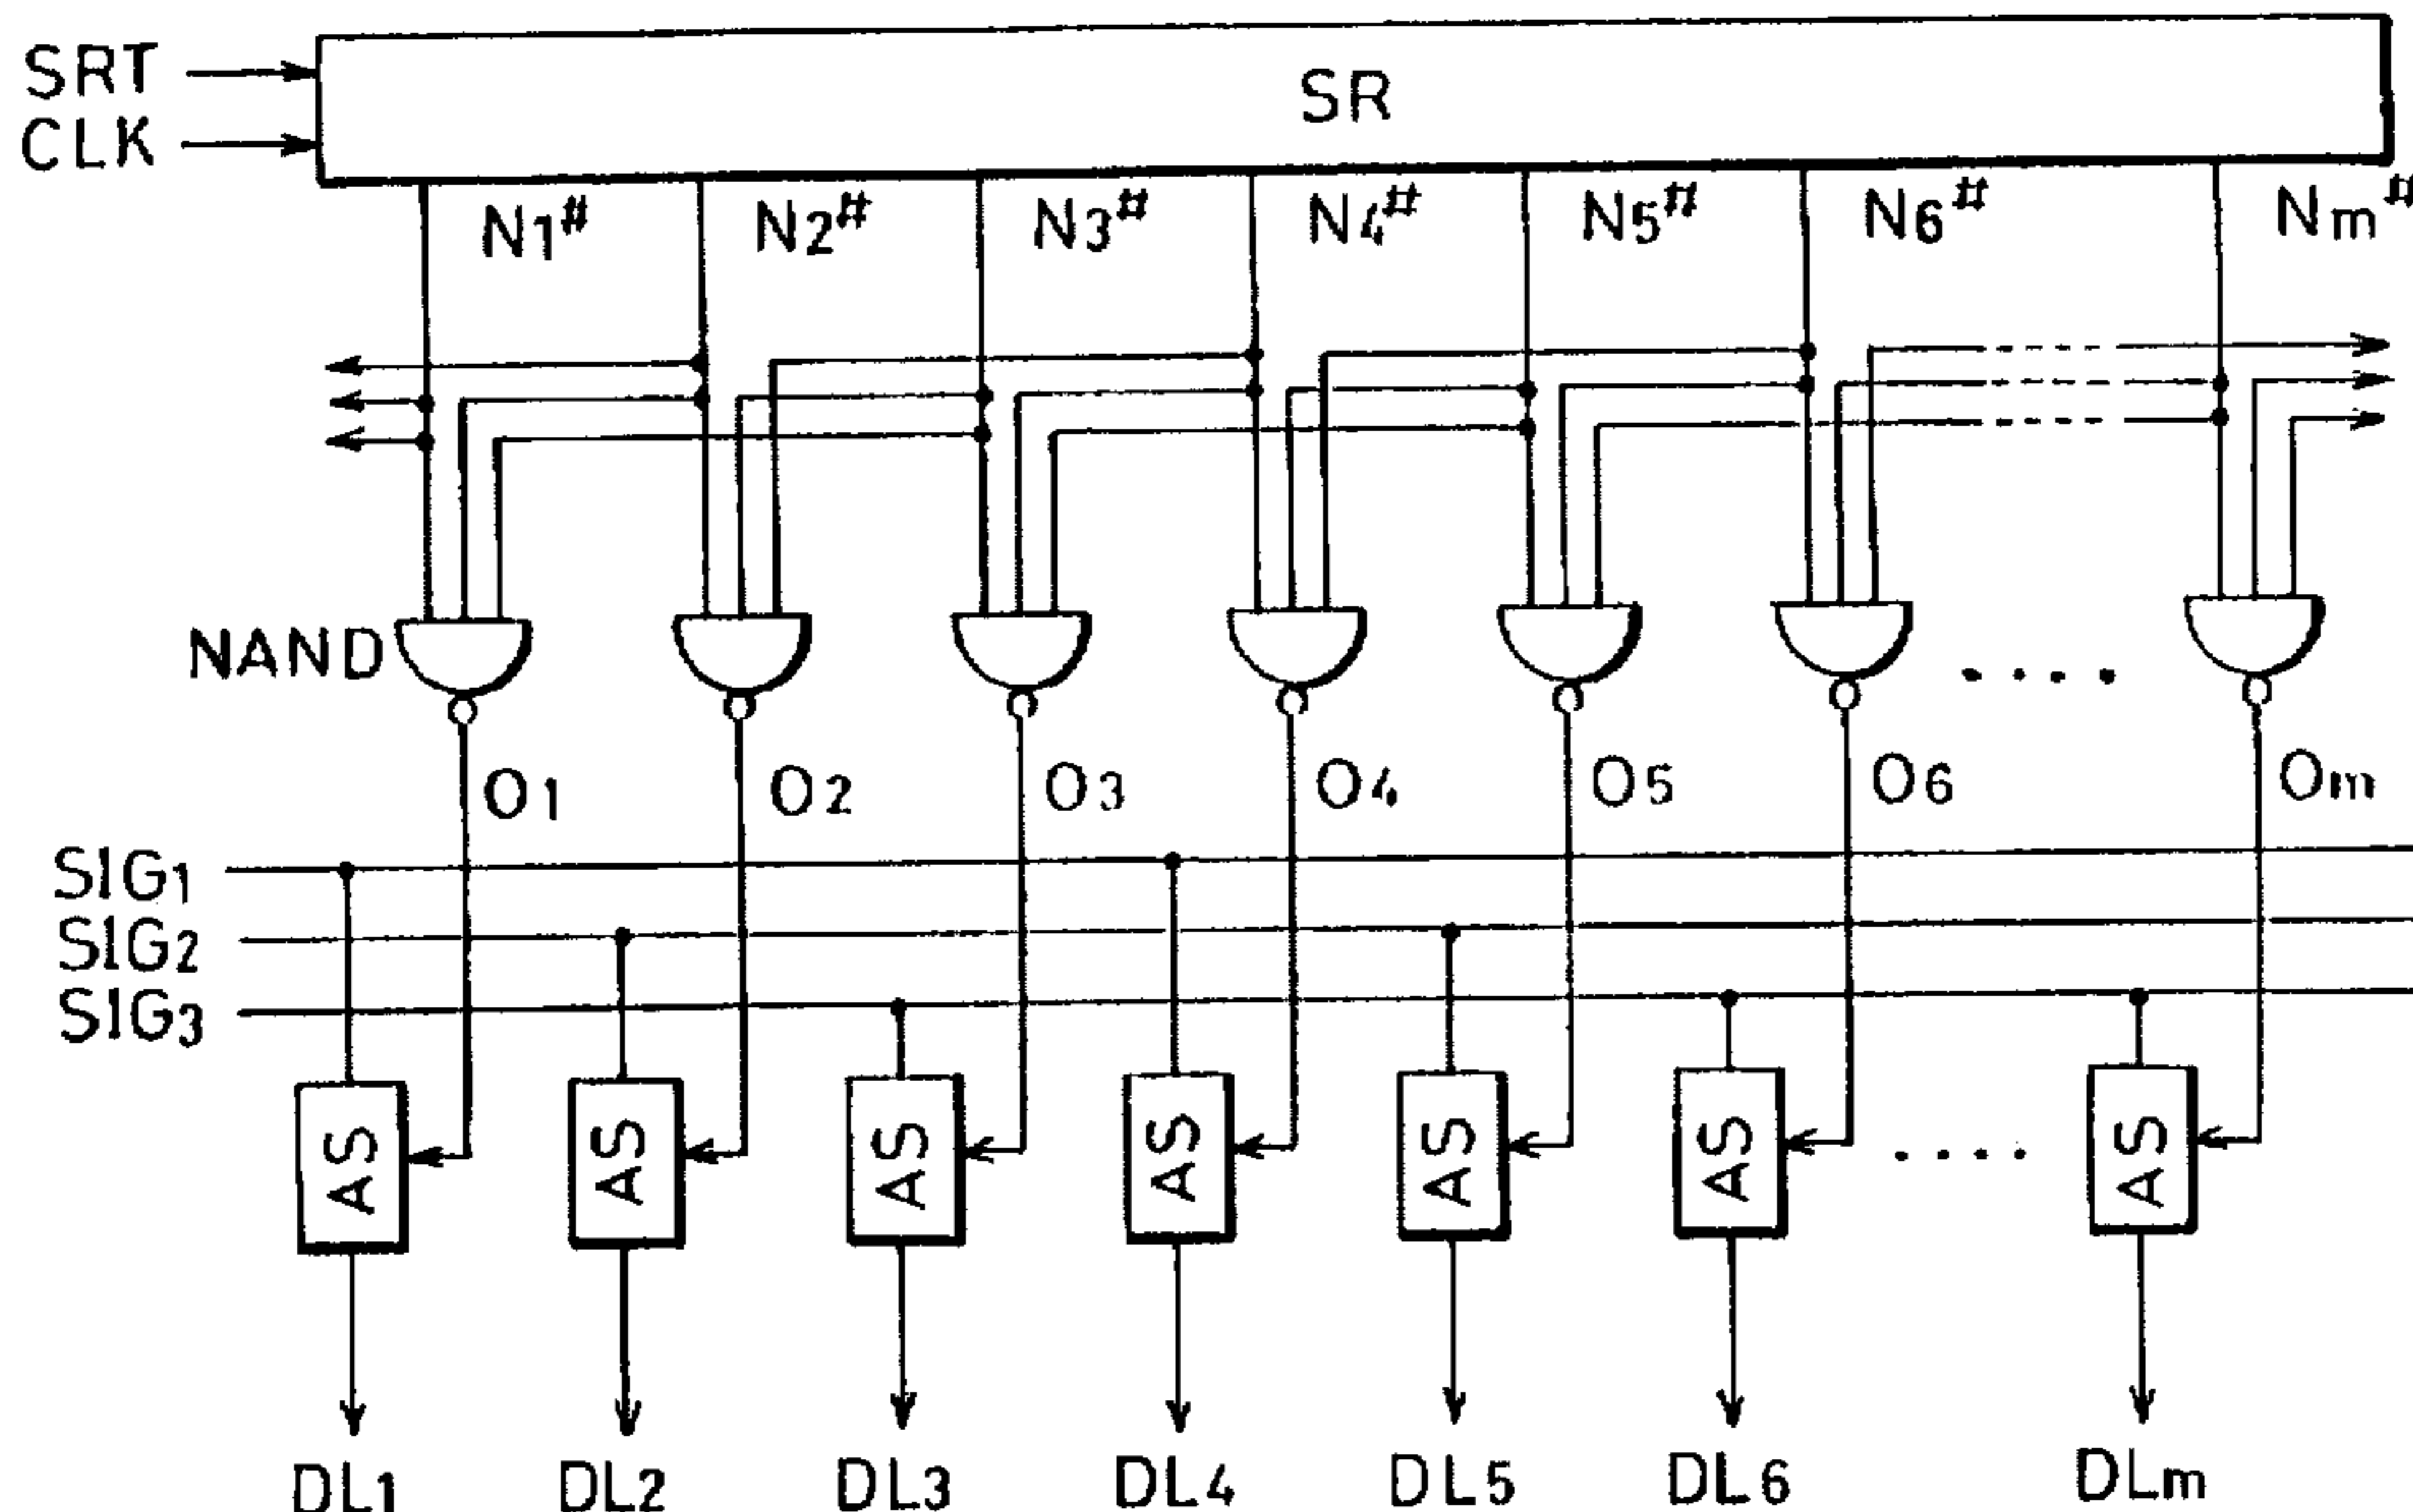 SRT
CLK
SR
N1# N2# N3# N4# N5# N6# Nm#
NAND
O1 O2 O3 O4 O5 O6 Om
SIG1
SIG2
SIG3
AS AS AS AS AS AS AS
DL1 DL2 DL3 DL4 DL5 DL6 DLm